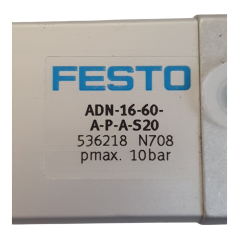 FESTO
ADN-16-60-
A-P-A-S20
536218 N708
pmax. 10bar